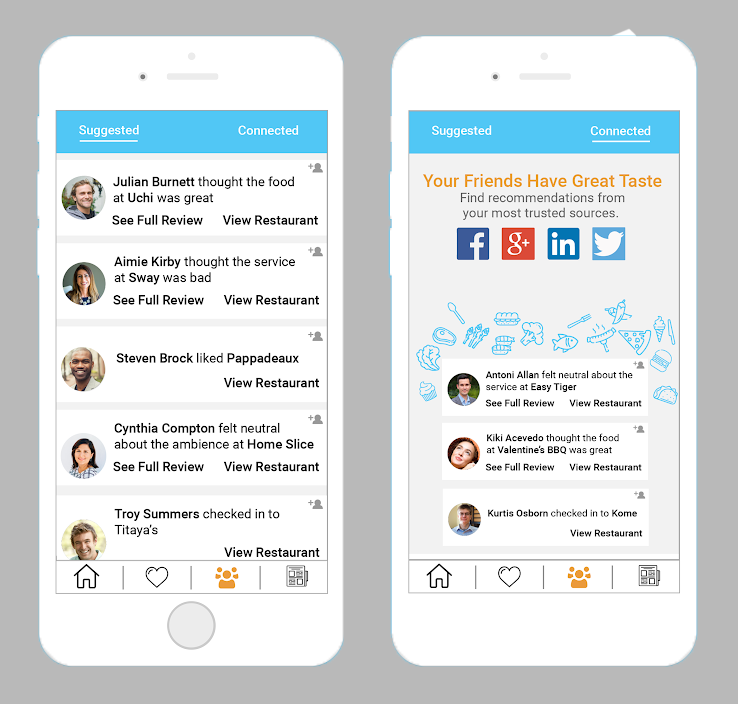 Suggested
Connected
Julian Burnett thought the food
at Uchi was great
See Full Review View Restaurant
Aimie Kirby thought the service
at Sway was bad
See Full Review View Restaurant
Steven Brock liked Pappadeaux
View Restaurant
Cynthia Compton felt neutral
about the ambience at Home Slice
See Full Review View Restaurant
Troy Summers checked in to
Titaya's
View Restaurant
Suggested
Connected
Your Friends Have Great Taste
Find recommendations from
your most trusted sources.
f g+ in
Antoni Allan felt neutral about the
service at Easy Tiger
See Full Review View Restaurant
Kiki Acevedo thought the food
at Valentine's BBQ was great
See Full Review View Restaurant
Kurtis Osborn checked in to Kome
View Restaurant